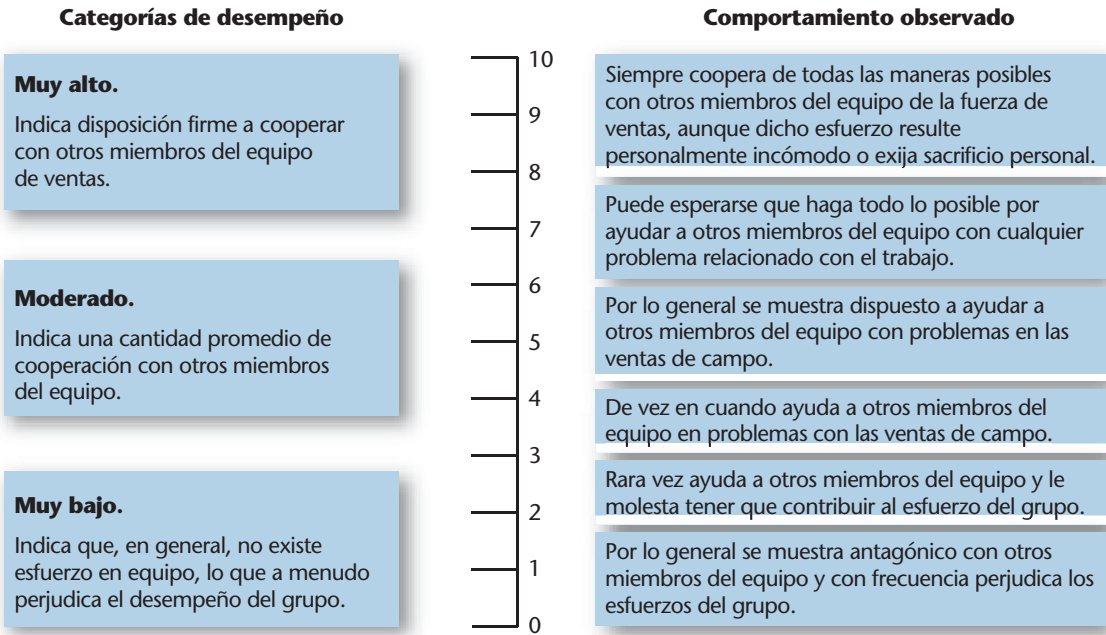 Categorías de desempeño
Muy alto.
Indica disposición firme a cooperar
con otros miembros del equipo
de ventas.
Moderado.
Indica una cantidad promedio de
cooperación con otros miembros
del equipo.
Muy bajo.
Indica que, en general, no existe
esfuerzo en equipo, lo que a menudo
perjudica el desempeño del grupo.
10
9
8
7
6
5
4
3
2
1
0
Comportamiento observado
Siempre coopera de todas las maneras posibles
con otros miembros del equipo de la fuerza de
ventas, aunque dicho esfuerzo resulte
personalmente incómodo o exija sacrificio personal.
Puede esperarse que haga todo lo posible por
ayudar a otros miembros del equipo con cualquier
problema relacionado con el trabajo.
Por lo general se muestra dispuesto a ayudar a
otros miembros del equipo con problemas en las
ventas de campo.
De vez en cuando ayuda a otros miembros del
equipo en problemas con las ventas de campo.
Rara vez ayuda a otros miembros del equipo y le
molesta tener que contribuir al esfuerzo del grupo.
Por lo general se muestra antagónico con otros
miembros del equipo y con frecuencia perjudica los
esfuerzos del grupo.